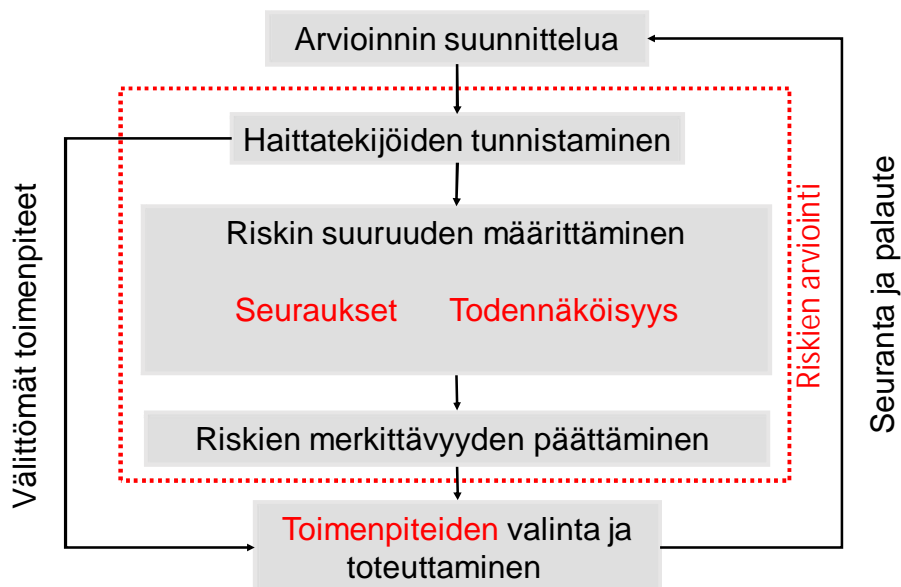 Arvioinnin suunnittelua
Haittatekijöiden tunnistaminen
Riskin suuruuden määrittäminen
Seuraukset Todennäköisyys
Riskien merkittävyyden päättäminen
Toimenpiteiden valinta ja
toteuttaminen
Välittömät toimenpiteet
Riskien arviointi
Seuranta ja palaute